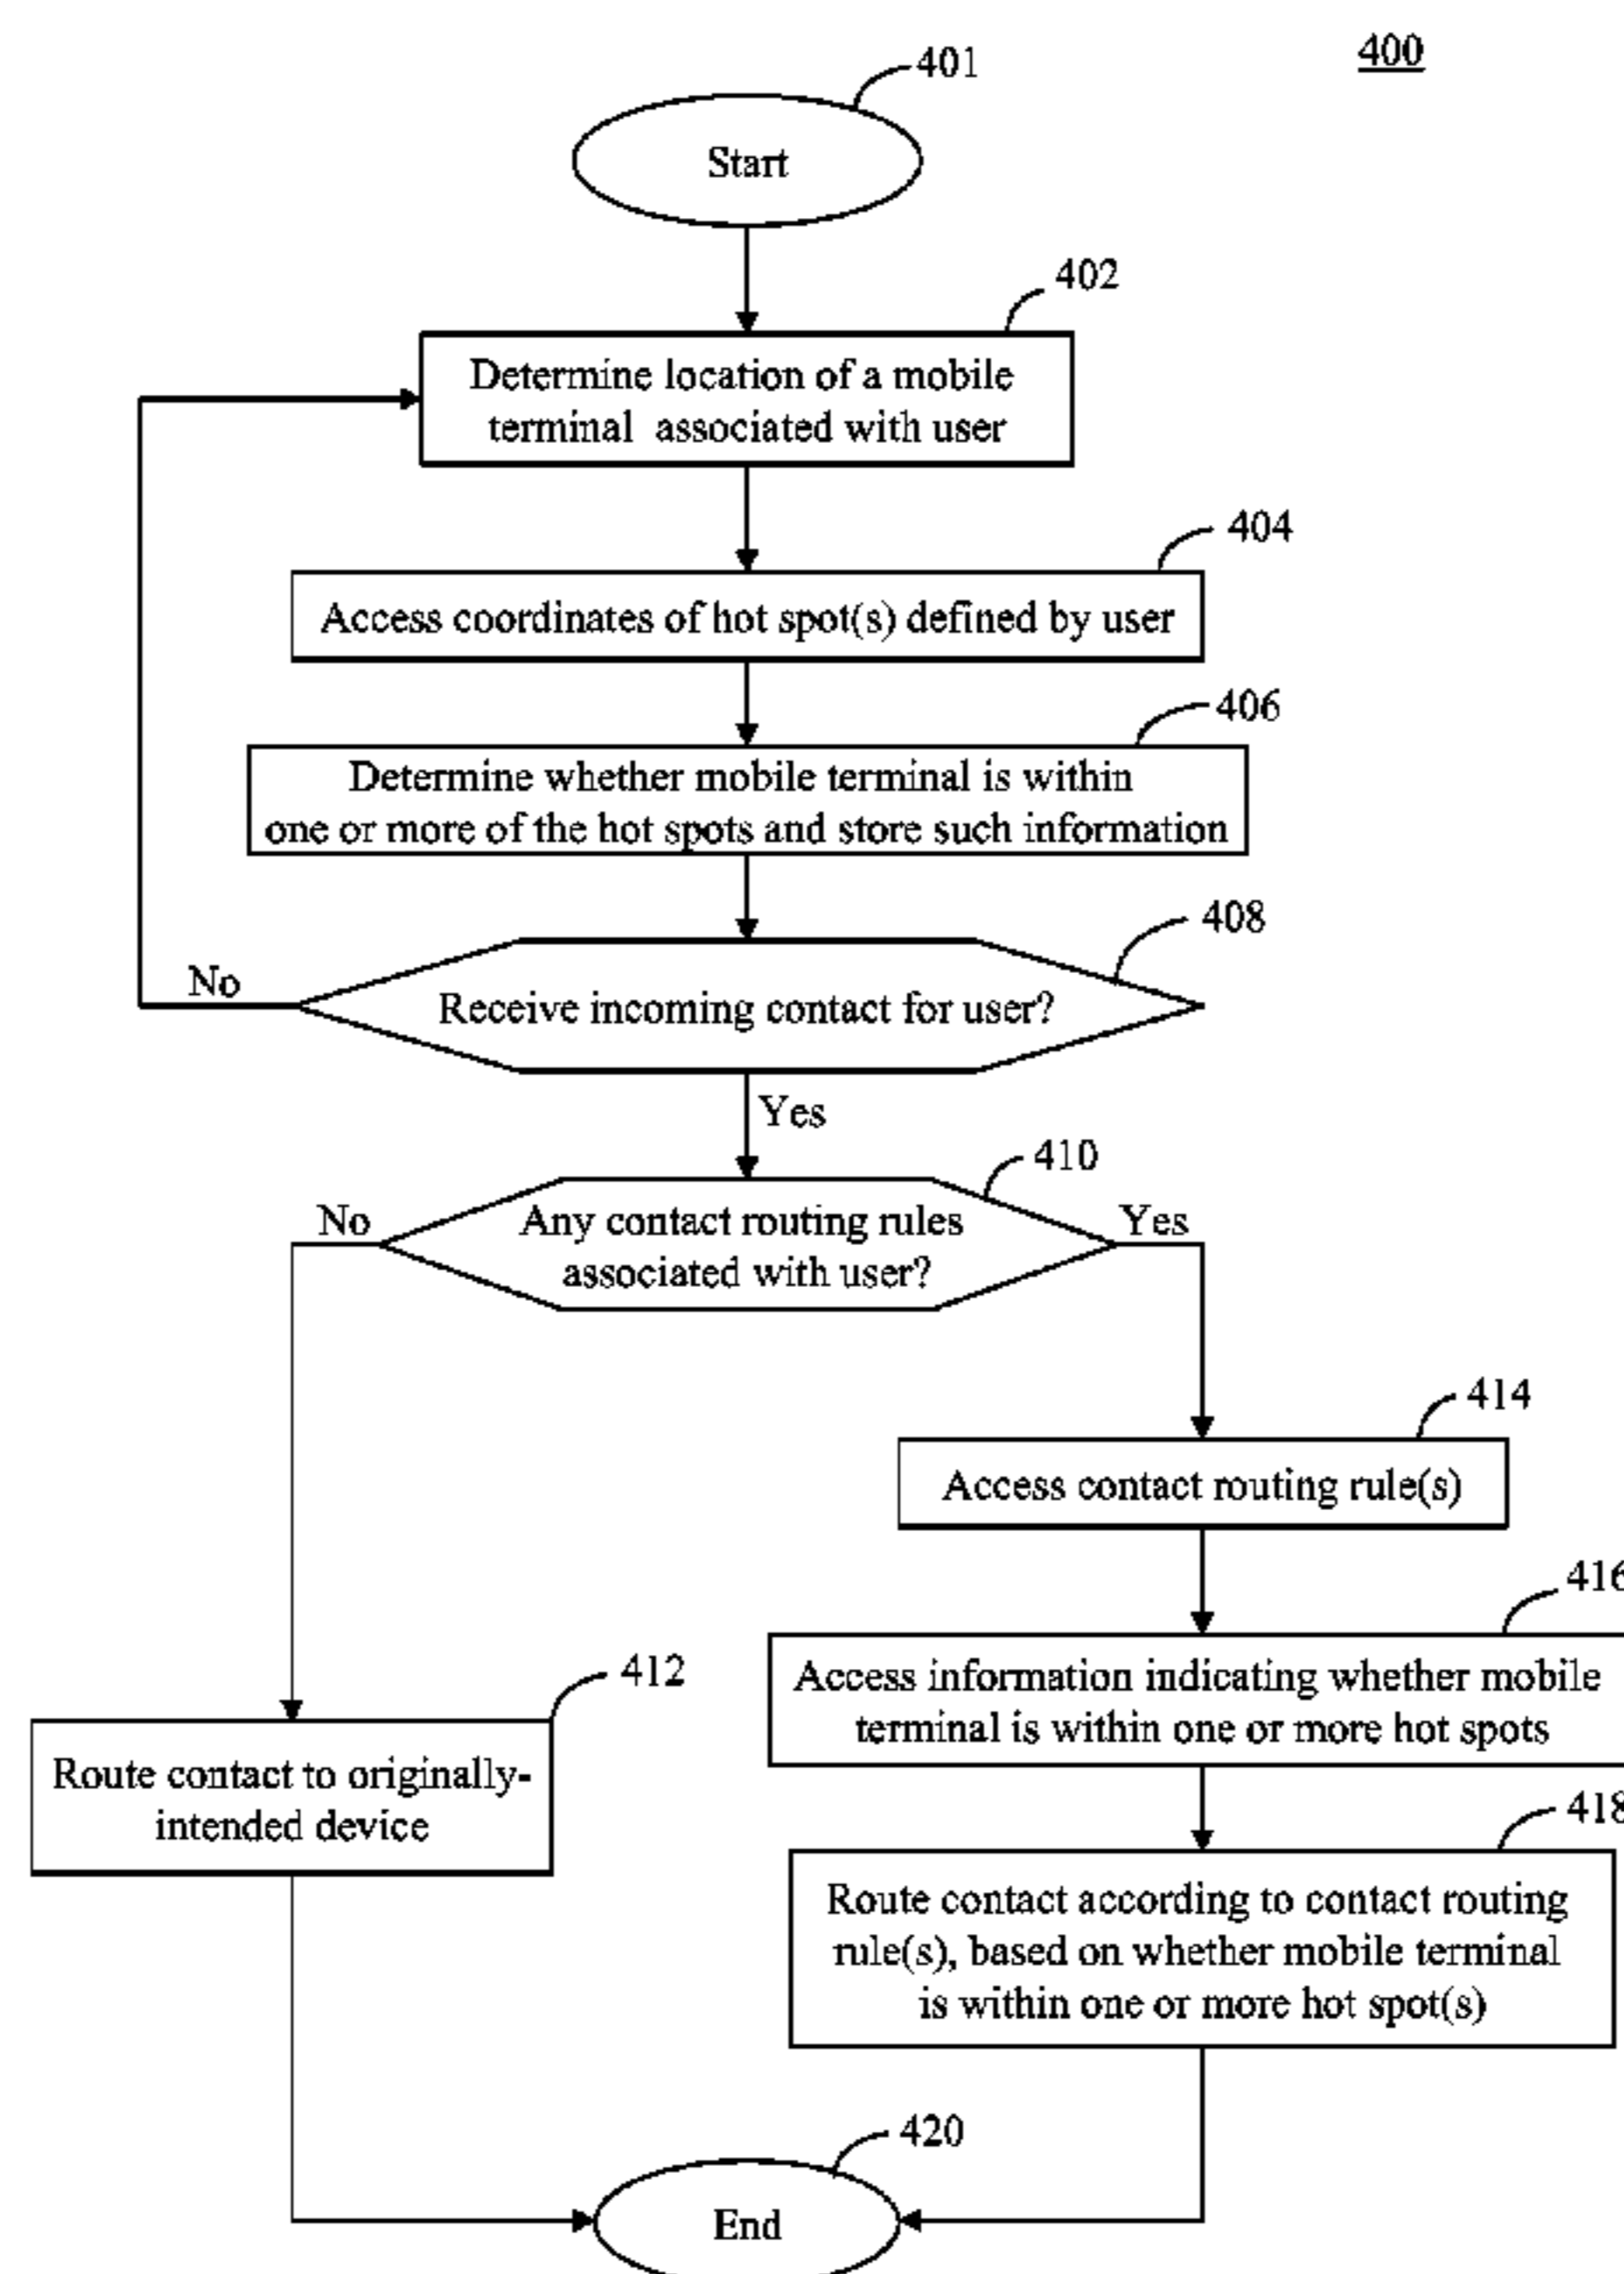 400
401
Start
402
Determine location of a mobile
terminal associated with user
404
Access coordinates of hot spot(s) defined by user
406
Determine whether mobile terminal is within
one or more of the hot spots and store such information
408
No
Receive incoming contact for user?
Yes
410
No
Any contact routing rules
associated with user?
Yes
414
Access contact routing rule(s)
416
Access information indicating whether mobile
terminal is within one or more hot spots
412
Route contact to originally-
intended device
418
Route contact according to contact routing
rule(s), based on whether mobile terminal
is within one or more hot spot(s)
420
End